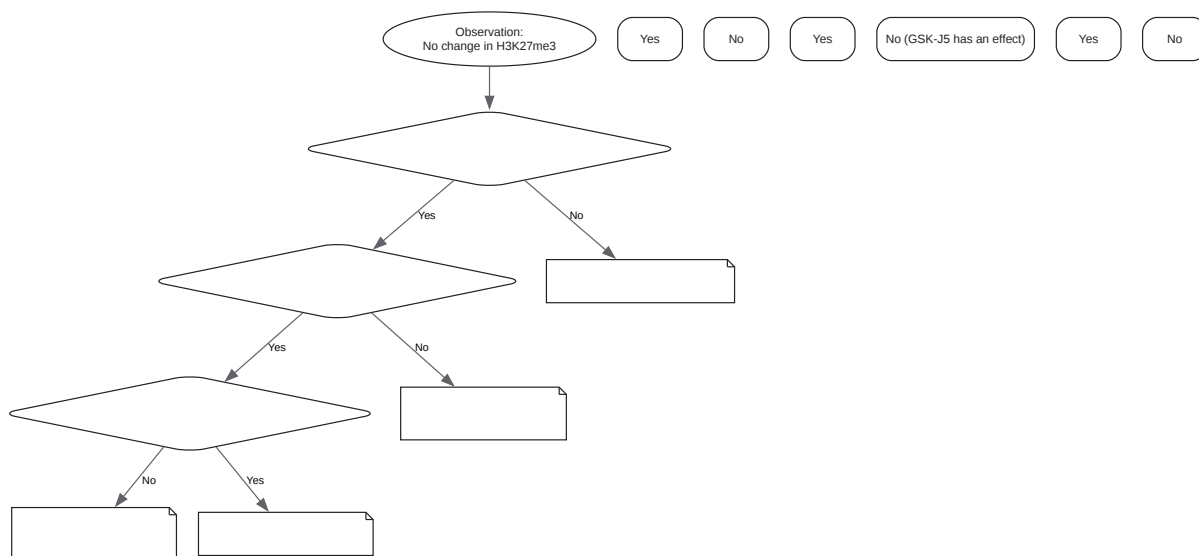 Observation:
No change in H3K27me3
Yes
No
Yes
No (GSK-J5 has an effect)
Yes
No
Yes
No
Yes
No
No
Yes